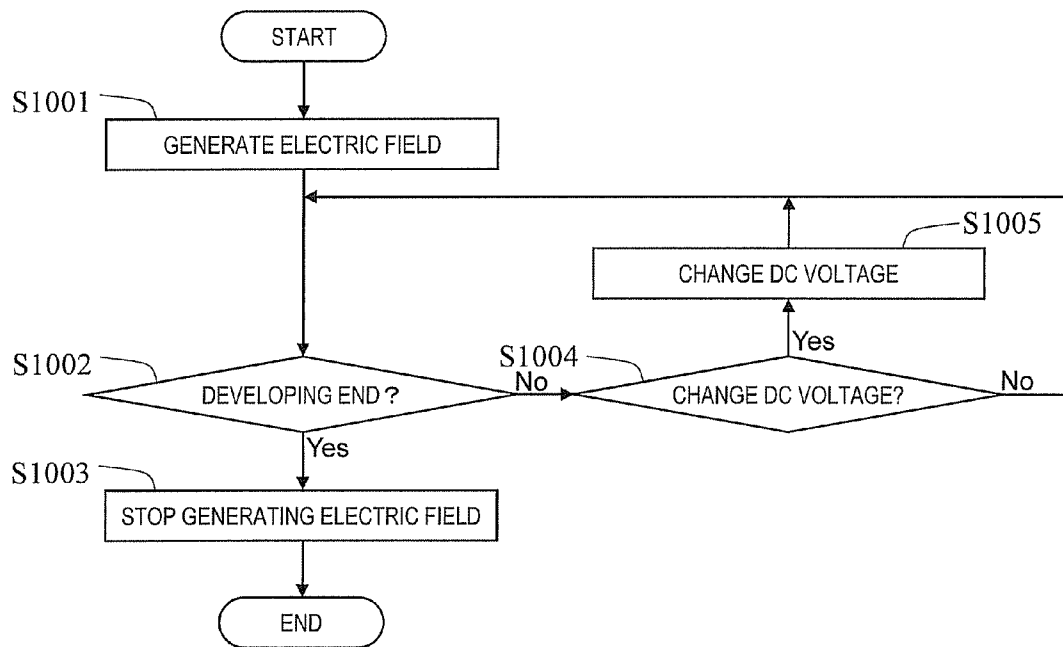 START
S1001
GENERATE ELECTRIC FIELD
S1005
CHANGE DC VOLTAGE
Yes
S1002
DEVELOPING END?
No
S1004
CHANGE DC VOLTAGE?
No
Yes
S1003
STOP GENERATING ELECTRIC FIELD
END